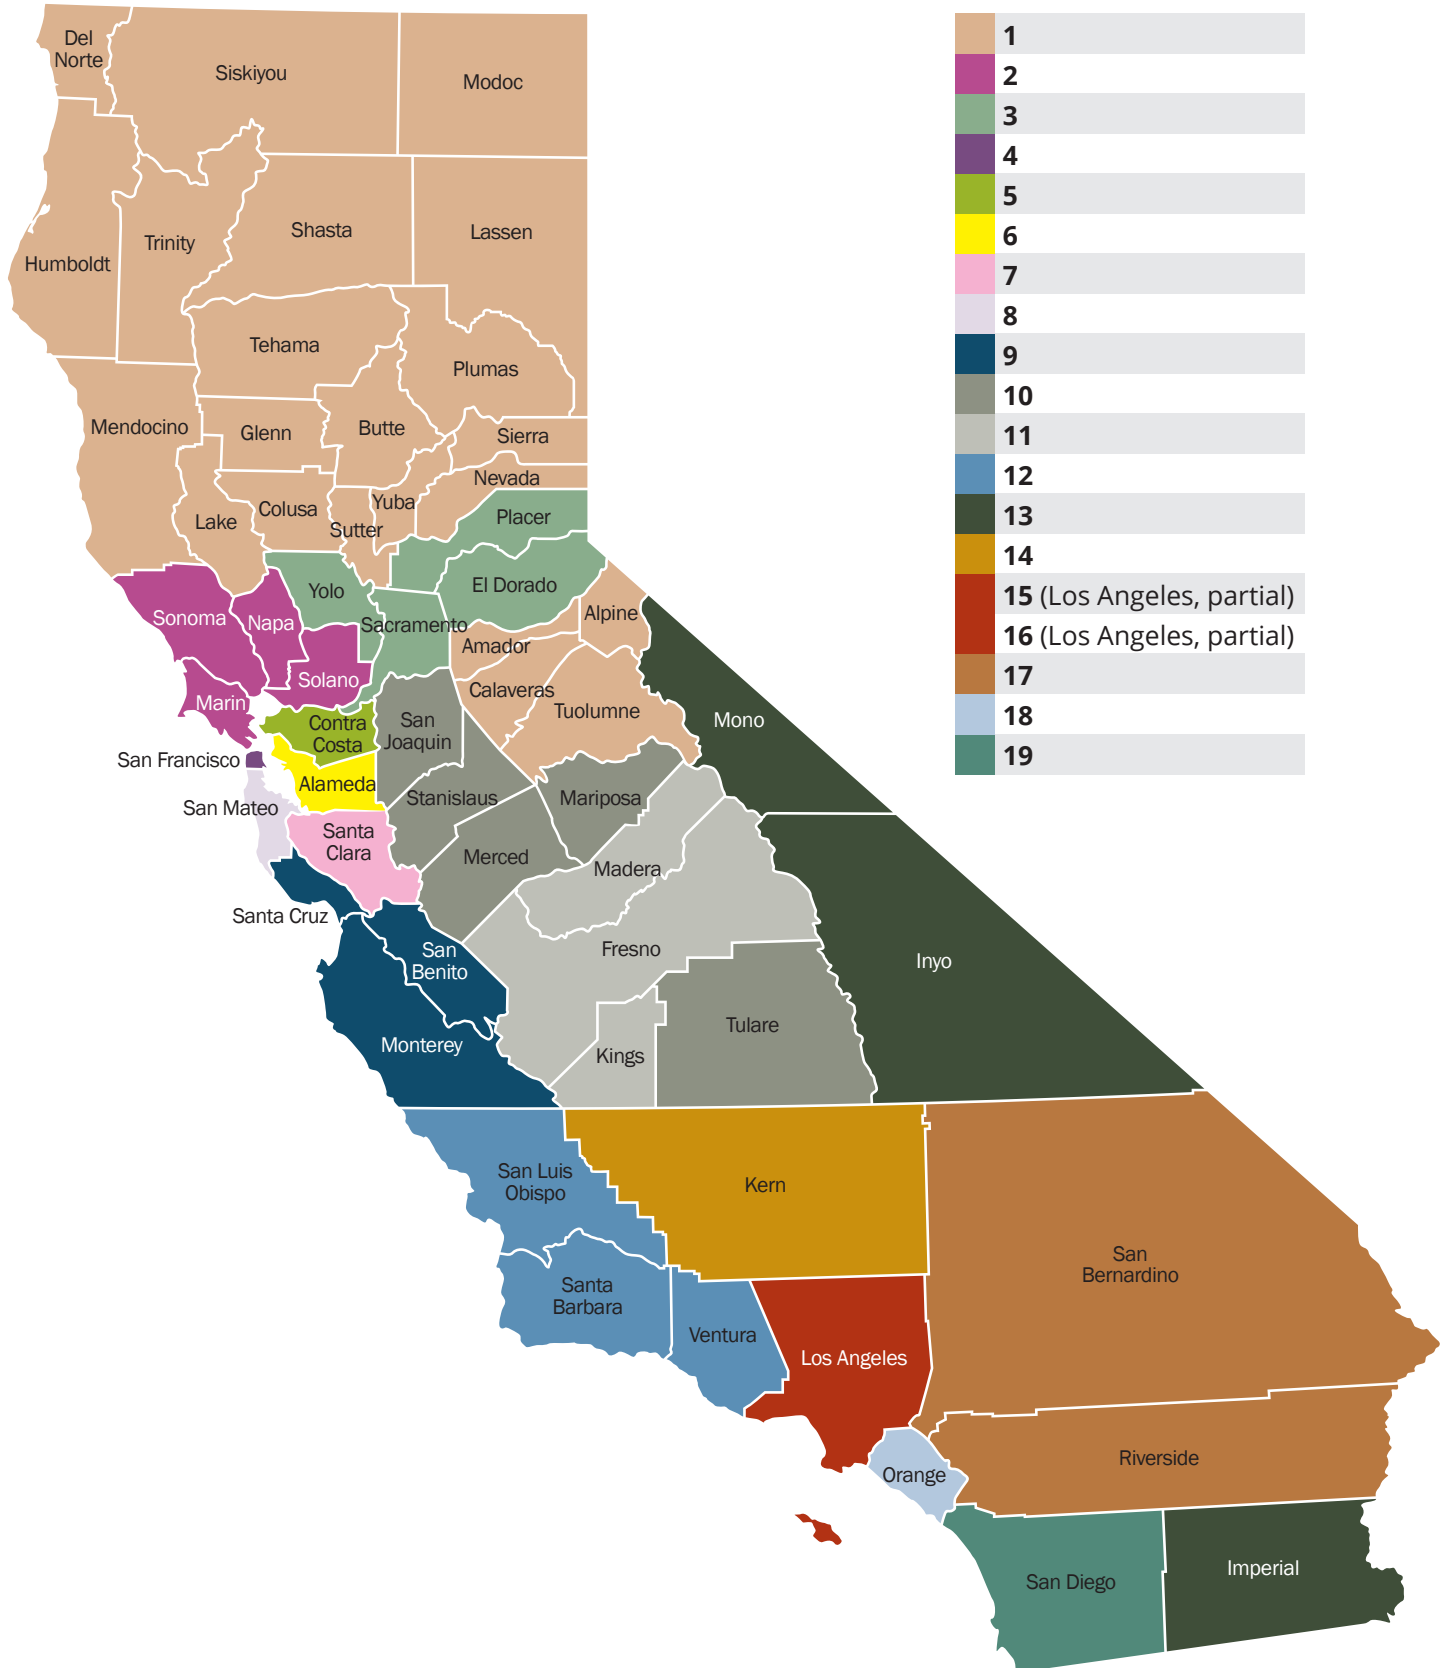 Del
Norte
Siskiyou
Modoc
Humboldt
Trinity
Shasta
Lassen
Tehama
Plumas
Mendocino
Glenn
Butte
Sierra
Nevada
Lake
Colusa
Sutter
Yuba
Placer
El Dorado
Yolo
Sonoma
Napa
Sacramento
Alpine
Amador
Solano
Marin
Calaveras
Tuolumne
Mono
Contra
Costa
San
Joaquin
San Francisco
Alameda
San Mateo
Stanislaus
Mariposa
Santa
Clara
Merced
Madera
Santa Cruz
San
Benito
Fresno
Inyo
Monterey
Kings
Tulare
San Luis
Obispo
Kern
San
Bernardino
Santa
Barbara
Ventura
Los Angeles
Orange
Riverside
San Diego
Imperial
1
2
3
4
5
6
7
8
9
10
11
12
13
14
15 (Los Angeles, partial)
16 (Los Angeles, partial)
17
18
19